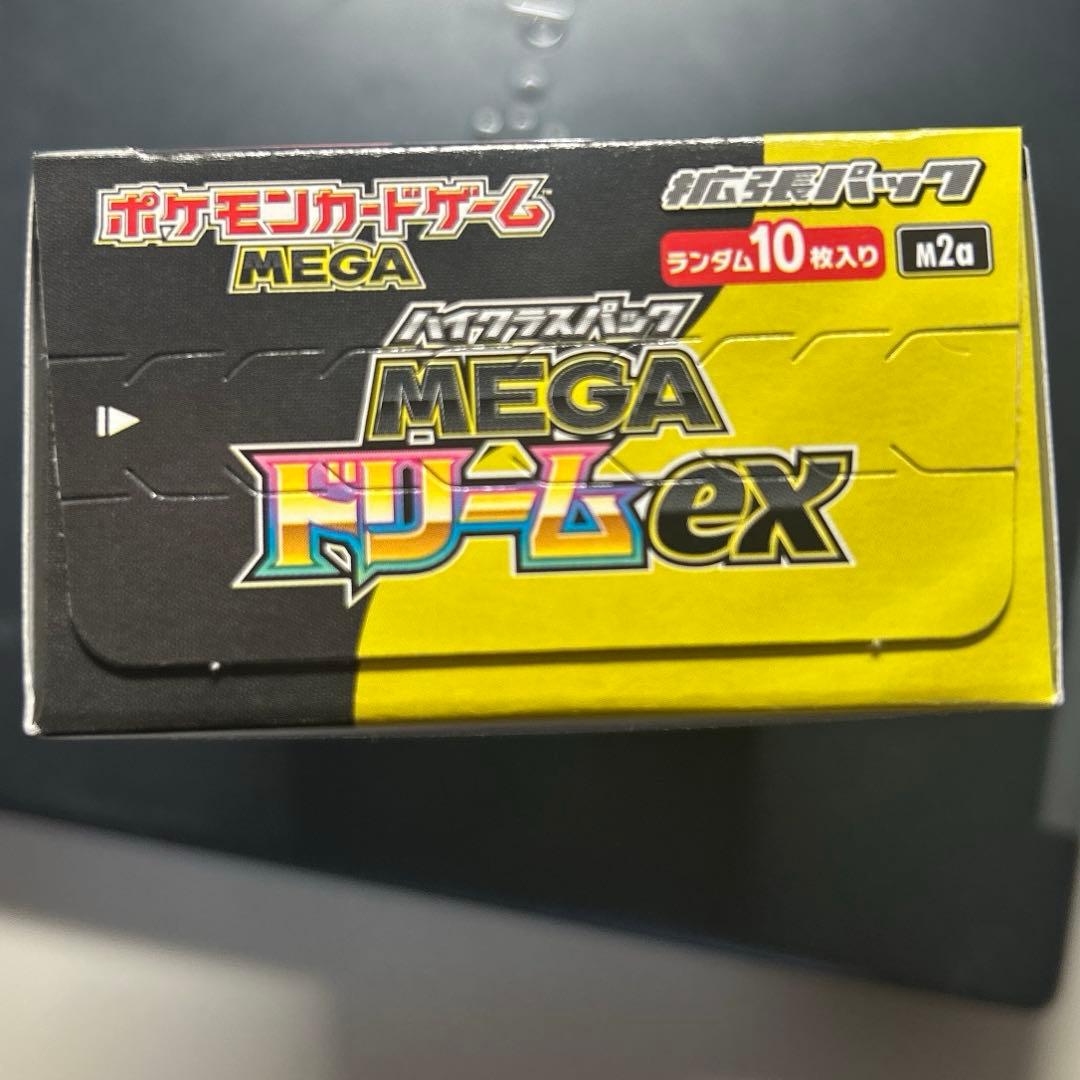 ポケモンカードゲーム
MEGA
拡張パック
ランダム10枚入り
M2a
ハイクラスパック
MEGA
ドリームex